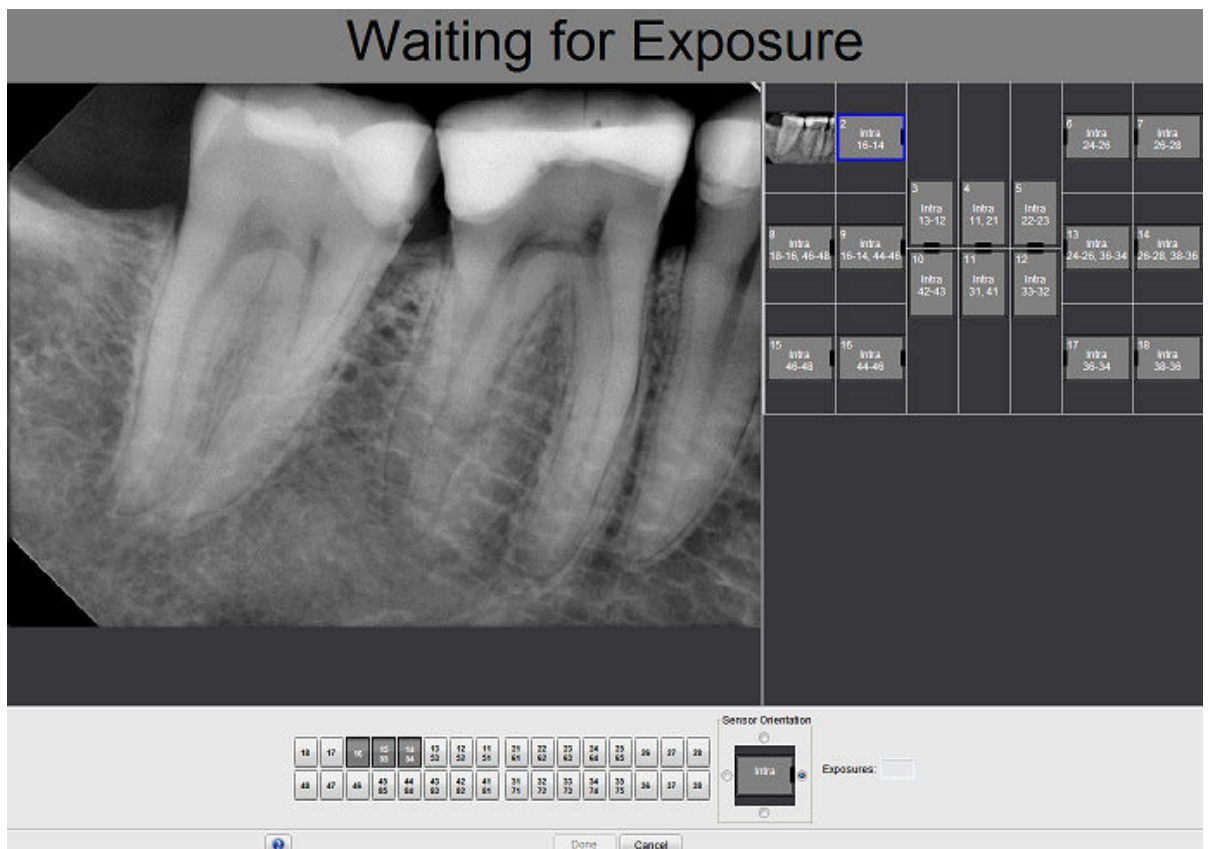 Waiting for Exposure
2
Intra
16-14
6
Intra
24-26
7
Intra
26-28
3
Intra
13-12
4
Intra
11, 21
5
Intra
22-23
8
Intra
18-16, 46-48
9
Intra
16-14, 44-46
13
Intra
24-26, 36-34
14
Intra
26-28, 38-36
10
Intra
42-43
11
Intra
31, 41
12
Intra
33-32
15
Intra
46-48
16
Intra
44-46
17
Intra
36-34
18
Intra
38-36
Sensor Orientation
18 17 16 15 14 13 12 11 21 22 23 24 25 26 27 28
55 54 53 52 51 61 62 63 64 65
48 47 46 45 44 43 42 41 31 32 33 34 35 36 37 38
85 84 83 82 81 71 72 73 74 75
Intra
Exposures:
?
Done
Cancel